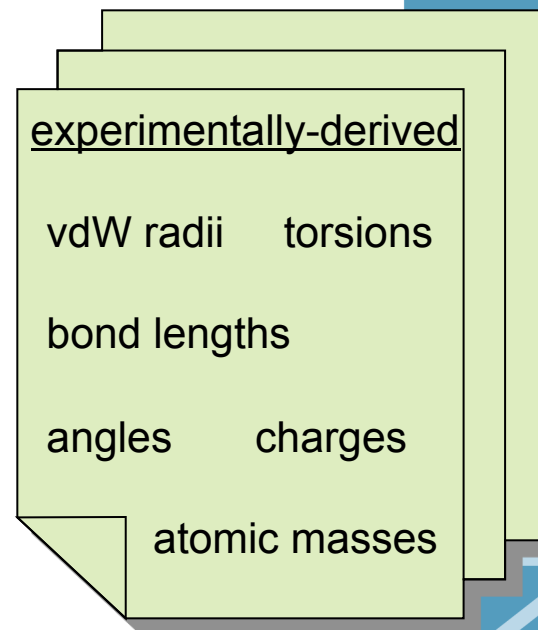 experimentally-derived
vdW radii torsions
bond lengths
angles charges
atomic masses